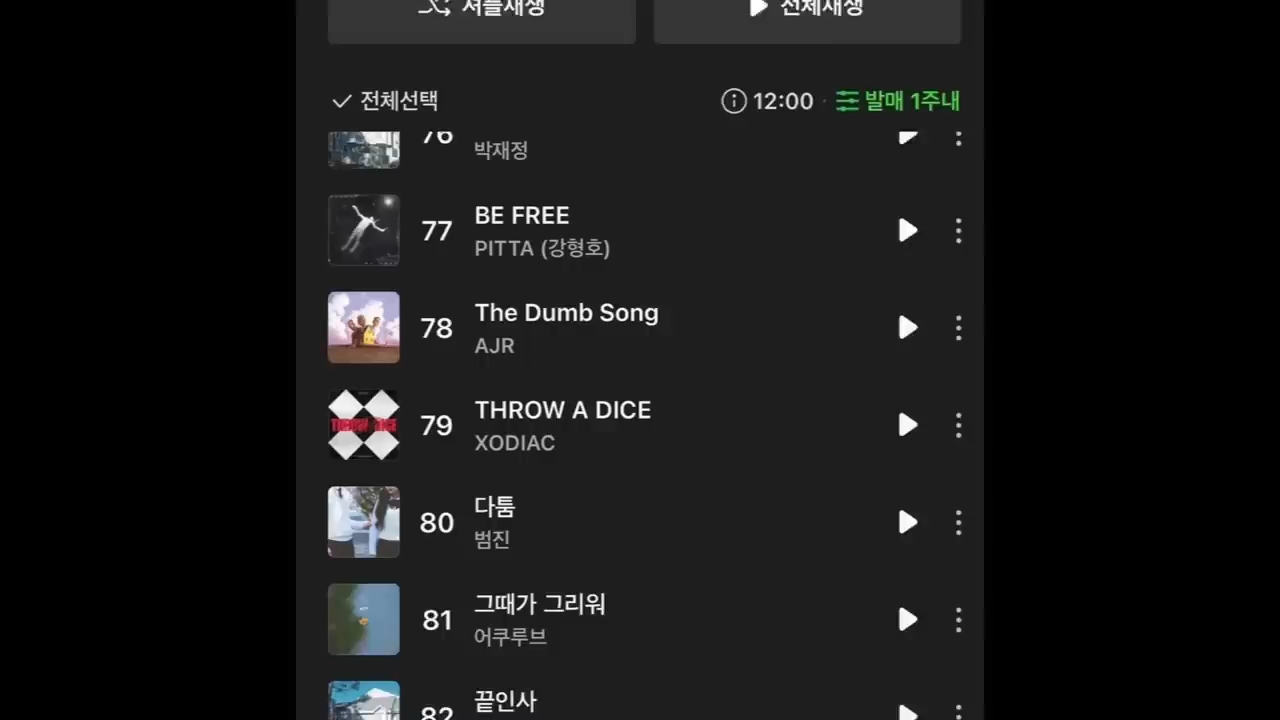 셔플재생
전체재생
전체선택
12:00 · 발매 1주내
76
박재정
77
BE FREE
PITTA (강형호)
78
The Dumb Song
AJR
79
THROW A DICE
XODIAC
80
다툼
범진
81
그때가 그리워
어쿠루브
82
끝인사